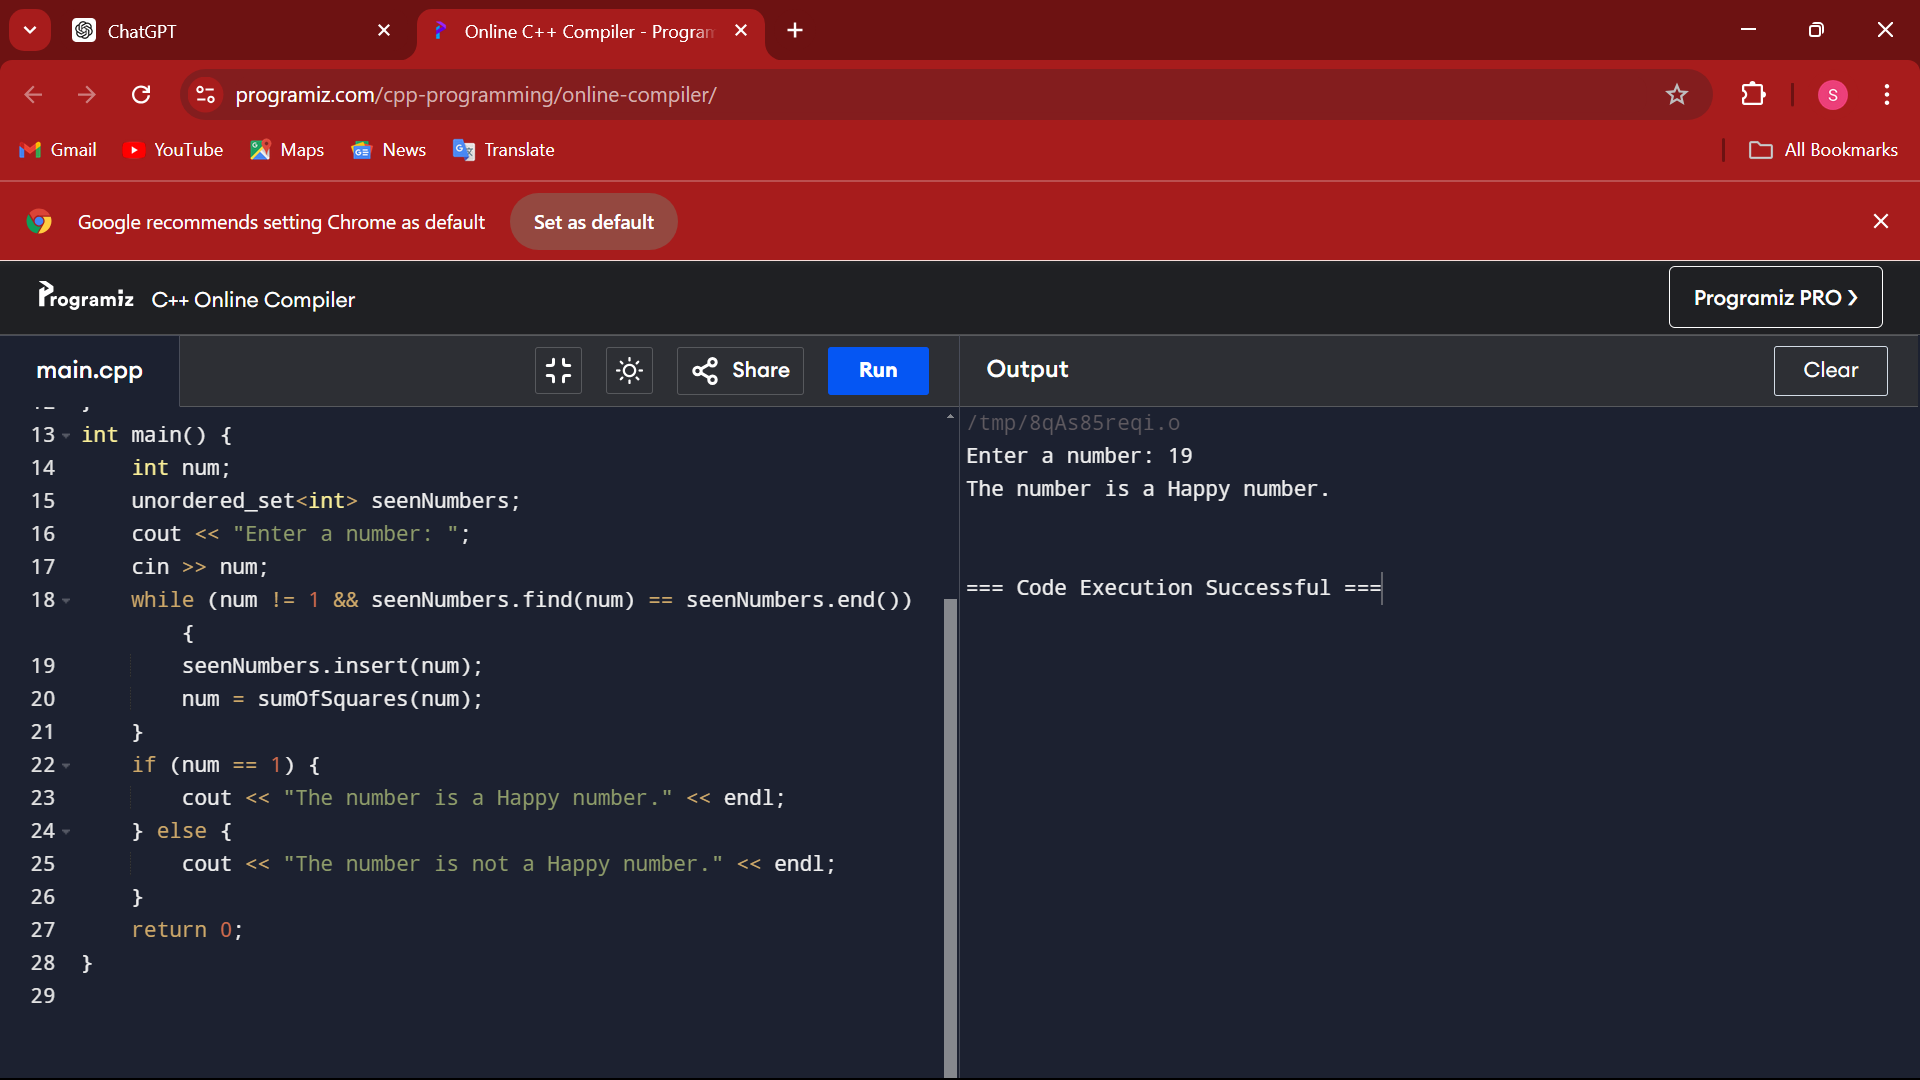 ChatGPT
Online C++ Compiler - Program
programiz.com/cpp-programming/online-compiler/
S
Gmail YouTube Maps News Translate All Bookmarks
Google recommends setting Chrome as default Set as default
Programiz C++ Online Compiler Programiz PRO ❯
main.cpp Share Run
13 int main() {
14     int num;
15     unordered_set<int> seenNumbers;
16     cout << "Enter a number: ";
17     cin >> num;
18     while (num != 1 && seenNumbers.find(num) == seenNumbers.end())
        {
19         seenNumbers.insert(num);
20         num = sumOfSquares(num);
21     }
22     if (num == 1) {
23         cout << "The number is a Happy number." << endl;
24     } else {
25         cout << "The number is not a Happy number." << endl;
26     }
27     return 0;
28 }
29
Output Clear
/tmp/8qAs85reqi.o
Enter a number: 19
The number is a Happy number.
=== Code Execution Successful ===